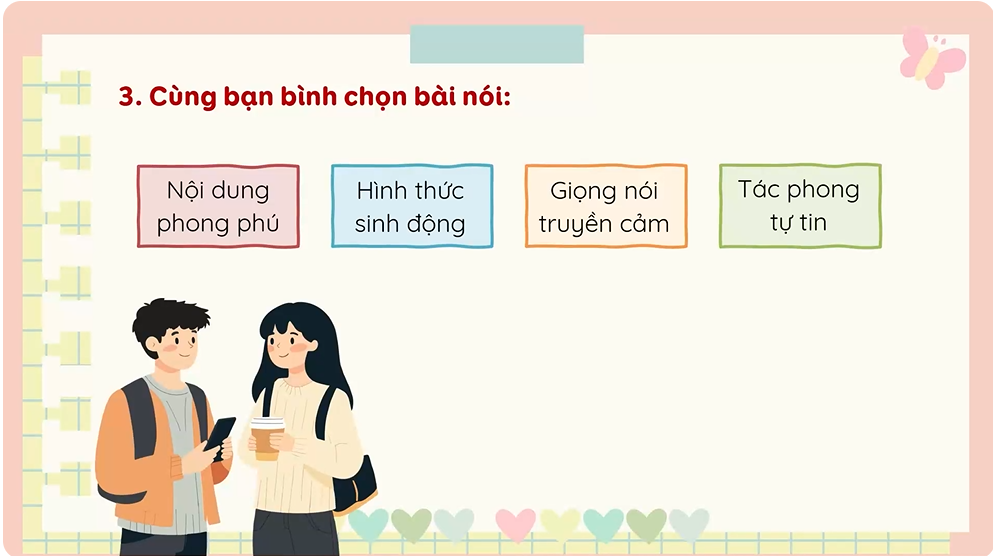 3. Cùng bạn bình chọn bài nói:
Nội dung
phong phú
Hình thức
sinh động
Giọng nói
truyền cảm
Tác phong
tự tin